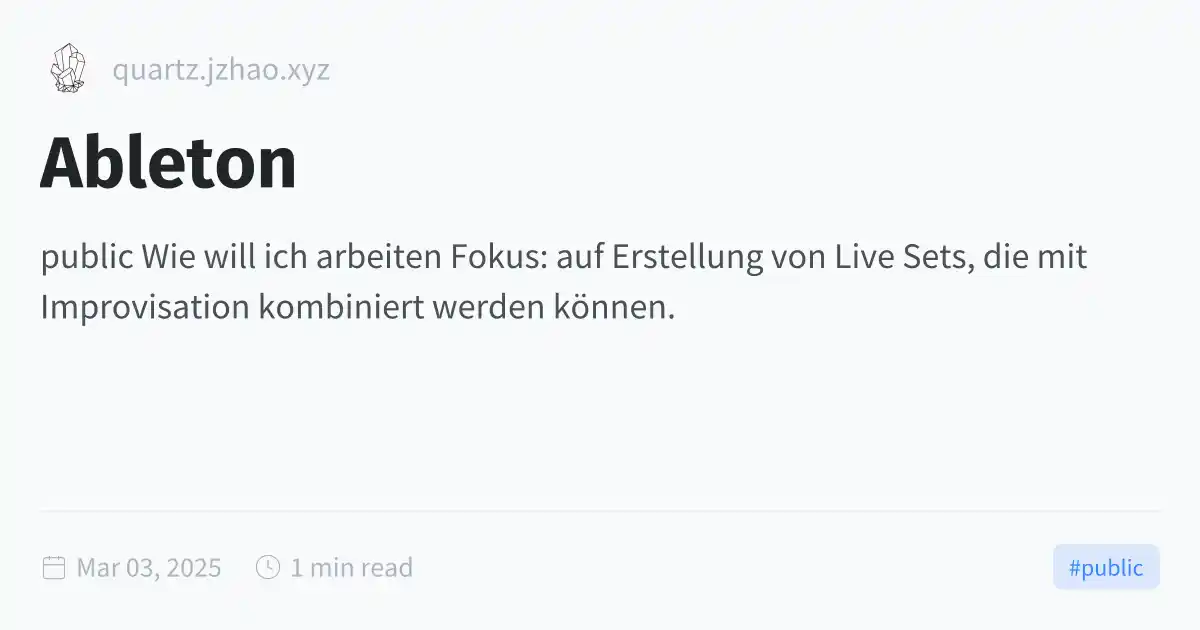 quartz.jzhao.xyz
Ableton
public Wie will ich arbeiten Fokus: auf Erstellung von Live Sets, die mit
Improvisation kombiniert werden können.
Mar 03, 2025
1 min read
#public